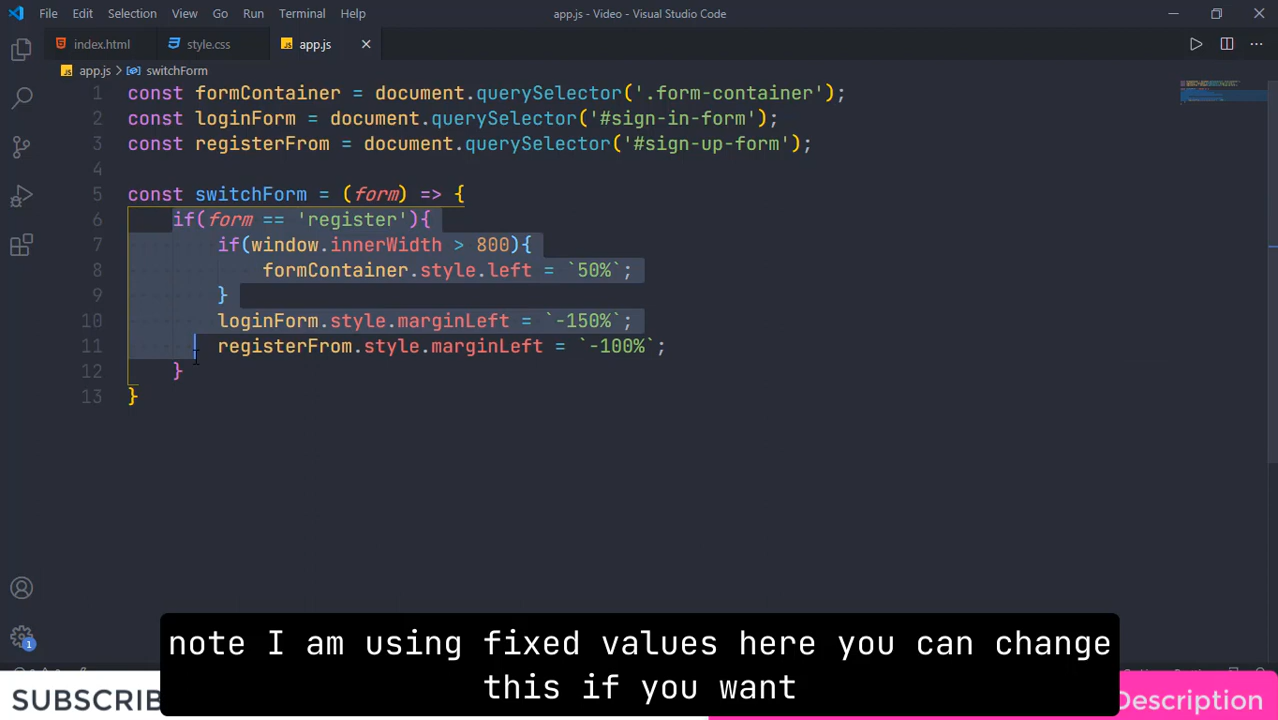 File Edit Selection View Go Run Terminal Help app.js - Video - Visual Studio Code
index.html style.css JS app.js
JS app.js > switchForm
1 const formContainer = document.querySelector('.form-container');
2 const loginForm = document.querySelector('#sign-in-form');
3 const registerFrom = document.querySelector('#sign-up-form');
4
5 const switchForm = (form) => {
6 if(form == 'register'){
7 if(window.innerWidth > 800){
8 formContainer.style.left = `50%`;
9 }
10 loginForm.style.marginLeft = `-150%`;
11 registerFrom.style.marginLeft = `-100%`;
12 }
13 }
1
note I am using fixed values here you can change
this if you want
SUBSCRIB
Description